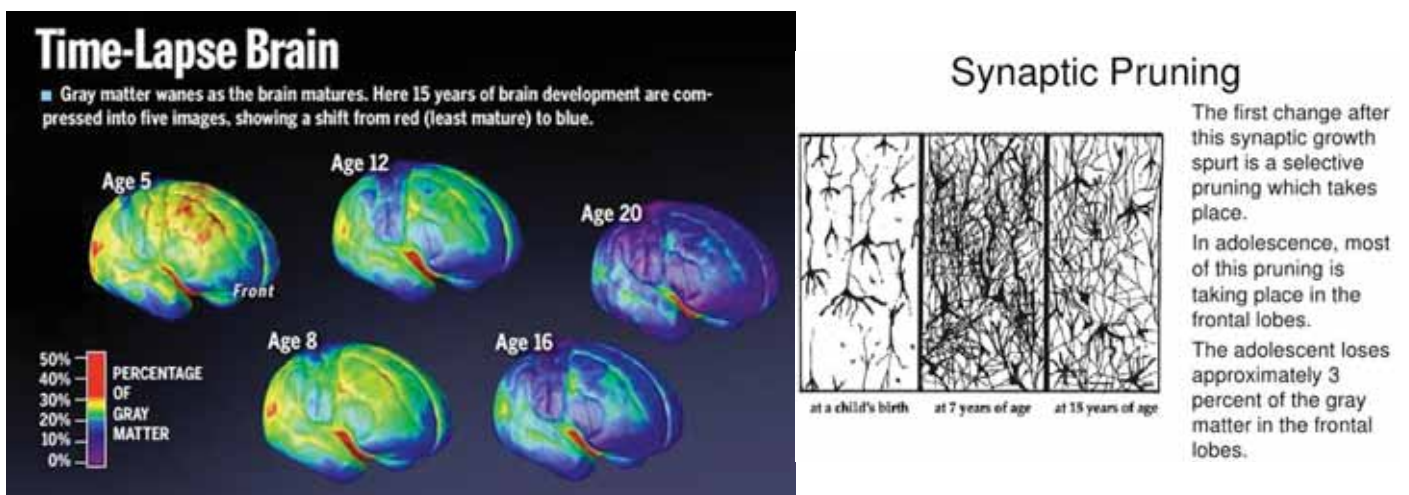 Time-Lapse Brain
Gray matter wanes as the brain matures. Here 15 years of brain development are com-
pressed into five images, showing a shift from red (least mature) to blue.
Age 5
Age 12
Age 20
Front
Age 8
Age 16
50%
40%
30%
20%
10%
0%
PERCENTAGE
OF
GRAY
MATTER
Synaptic Pruning
at a child's birth
at 7 years of age
at 15 years of age
The first change after
this synaptic growth
spurt is a selective
pruning which takes
place.
In adolescence, most
of this pruning is
taking place in the
frontal lobes.
The adolescent loses
approximately 3
percent of the gray
matter in the frontal
lobes.